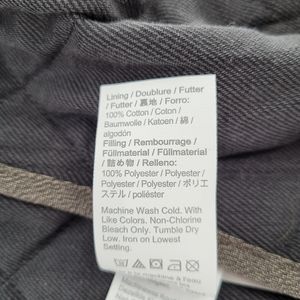 Lining / Doublure / Futter /
Futter / 裏地 / Forro:
100% Cotton / Coton /
Baumwolle / Katoen / 綿 /
algodón
Filling / Rembourrage /
Füllmaterial / Füllmaterial
/ 詰め物 / Relleno:
100% Polyester /
Polyester / Polyester /
Polyester / ポリエ
ステル / poliéster
Machine Wash Cold. With
Like Colors. Non-Chlorine
Bleach Only. Tumble Dry
Low. Iron on Lowest
Setting.